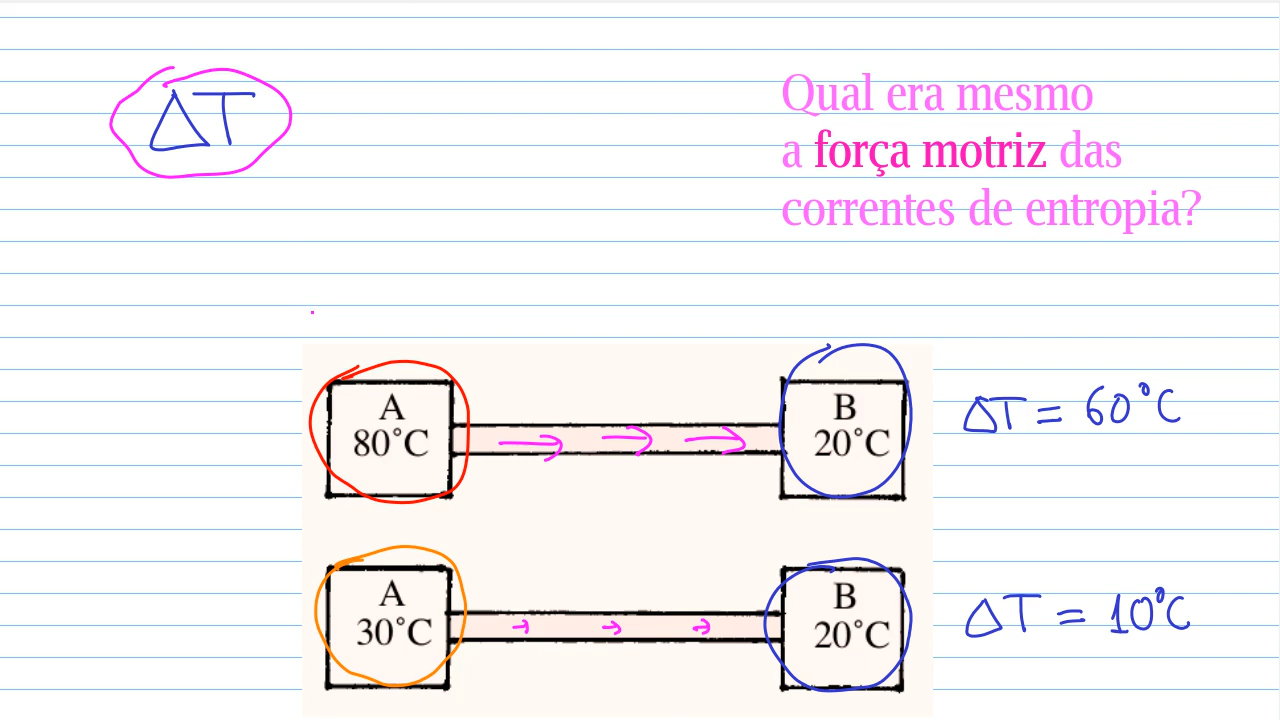 ΔT
Qual era mesmo
a força motriz das
correntes de entropia?
A
80°C
B
20°C
ΔT = 60°C
A
30°C
B
20°C
ΔT = 10°C